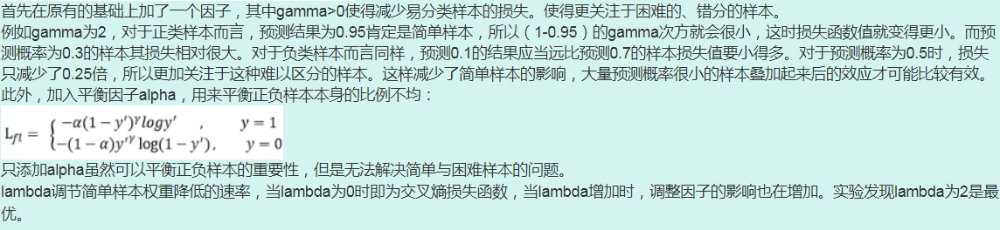 首先在原有的基础上加了一个因子，其中gamma>0使得减少易分类样本的损失。使得更关注于困难的、错分的样本。
例如gamma为2，对于正类样本而言，预测结果为0.95肯定是简单样本，所以（1-0.95）的gamma次方就会很小，这时损失函数值就变得更小。而预
测概率为0.3的样本其损失相对很大。对于负类样本而言同样，预测0.1的结果应当远比预测0.7的样本损失值要小得多。对于预测概率为0.5时，损失
只减少了0.25倍，所以更加关注于这种难以区分的样本。这样减少了简单样本的影响，大量预测概率很小的样本叠加起来后的效应才可能比较有效。
此外，加入平衡因子alpha，用来平衡正负样本本身的比例不均：
L_fl = { -α(1 - y')^γ log y' , y = 1
-(1 - α)y'^γ log(1 - y'), y = 0
只添加alpha虽然可以平衡正负样本的重要性，但是无法解决简单与困难样本的问题。
lambda调节简单样本权重降低的速率，当lambda为0时即为交叉熵损失函数，当lambda增加时，调整因子的影响也在增加。实验发现lambda为2是最
优。